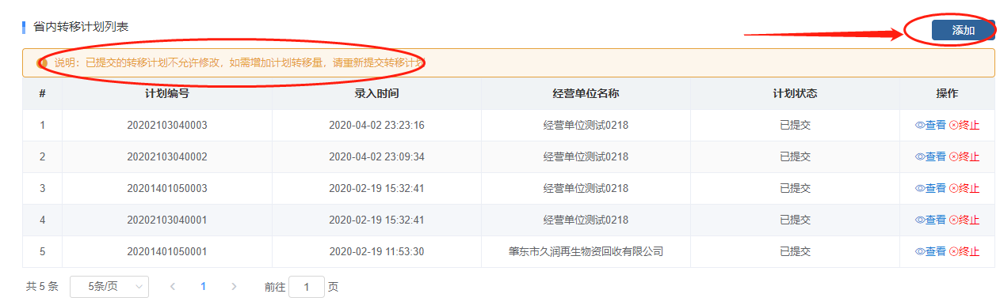 省内转移计划列表
添加
说明：已提交的转移计划不允许修改，如需增加计划转移量，请重新提交转移计划
# 计划编号 录入时间 经营单位名称 计划状态 操作
1 20202103040003 2020-04-02 23:23:16 经营单位测试0218 已提交 查看 终止
2 20202103040002 2020-04-02 23:09:34 经营单位测试0218 已提交 查看 终止
3 20201401050003 2020-02-19 15:32:41 经营单位测试0218 已提交 查看 终止
4 20202103040001 2020-02-19 15:32:41 经营单位测试0218 已提交 查看 终止
5 20201401050001 2020-02-19 11:53:30 肇东市久润再生物资回收有限公司 已提交 查看 终止
共 5 条 5条/页 1 前往 1 页